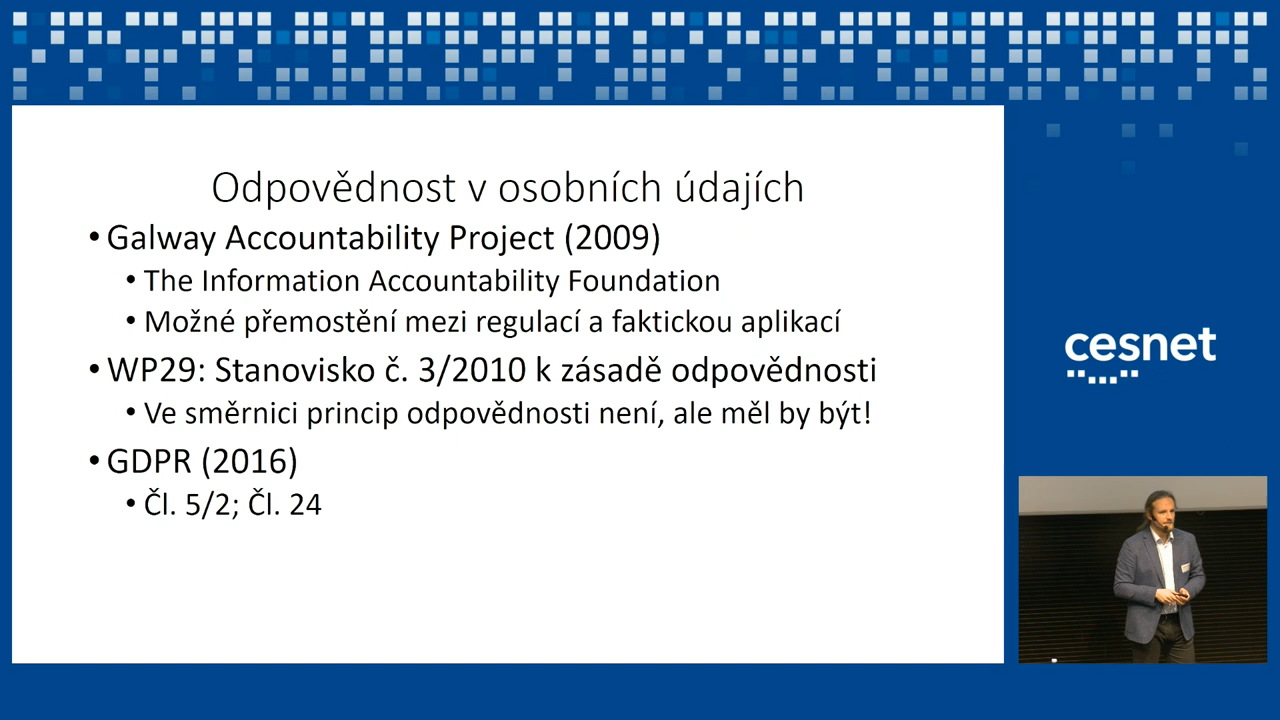 Odpovědnost v osobních údajích
• Galway Accountability Project (2009)
• The Information Accountability Foundation
• Možné přemostění mezi regulací a faktickou aplikací
• WP29: Stanovisko č. 3/2010 k zásadě odpovědnosti
• Ve směrnici princip odpovědnosti není, ale měl by být!
• GDPR (2016)
• Čl. 5/2; Čl. 24
cesnet